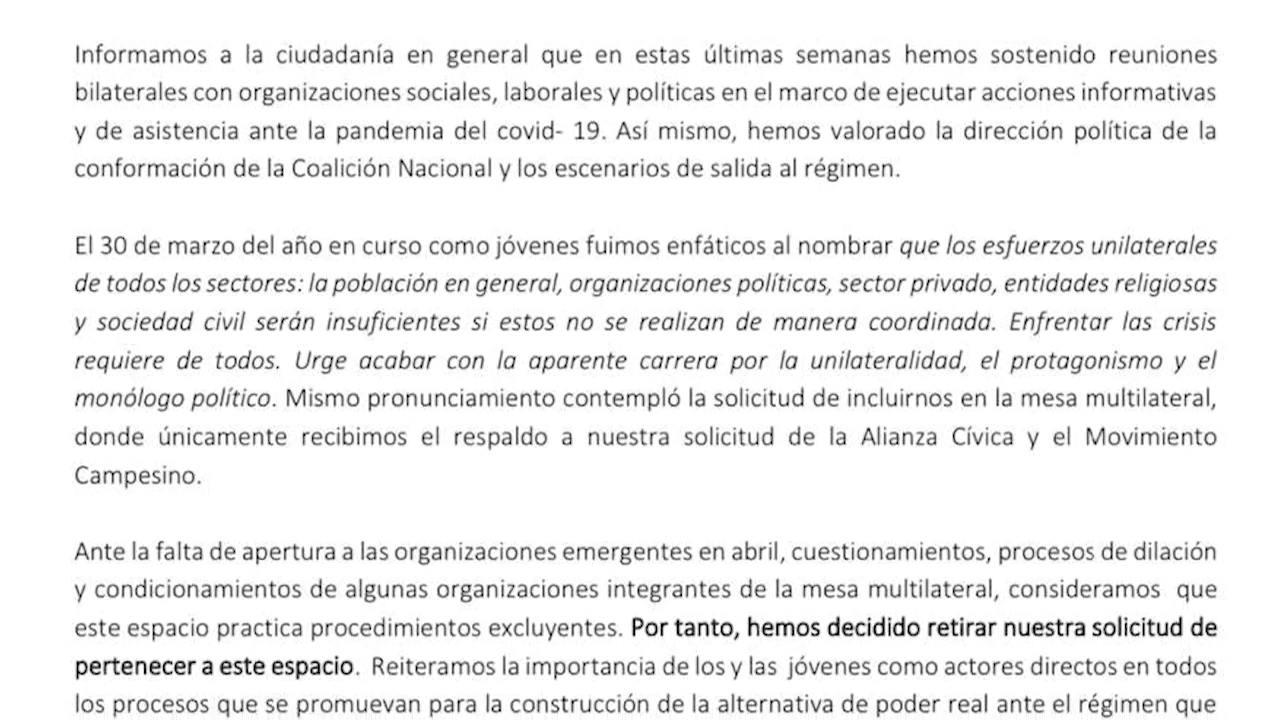 Informamos a la ciudadanía en general que en estas últimas semanas hemos sostenido reuniones
bilaterales con organizaciones sociales, laborales y políticas en el marco de ejecutar acciones informativas
y de asistencia ante la pandemia del covid- 19. Así mismo, hemos valorado la dirección política de la
conformación de la Coalición Nacional y los escenarios de salida al régimen.
El 30 de marzo del año en curso como jóvenes fuimos enfáticos al nombrar que los esfuerzos unilaterales
de todos los sectores: la población en general, organizaciones políticas, sector privado, entidades religiosas
y sociedad civil serán insuficientes si estos no se realizan de manera coordinada. Enfrentar las crisis
requiere de todos. Urge acabar con la aparente carrera por la unilateralidad, el protagonismo y el
monólogo político. Mismo pronunciamiento contempló la solicitud de incluirnos en la mesa multilateral,
donde únicamente recibimos el respaldo a nuestra solicitud de la Alianza Cívica y el Movimiento
Campesino.
Ante la falta de apertura a las organizaciones emergentes en abril, cuestionamientos, procesos de dilación
y condicionamientos de algunas organizaciones integrantes de la mesa multilateral, consideramos que
este espacio practica procedimientos excluyentes. Por tanto, hemos decidido retirar nuestra solicitud de
pertenecer a este espacio. Reiteramos la importancia de los y las jóvenes como actores directos en todos
los procesos que se promuevan para la construcción de la alternativa de poder real ante el régimen que